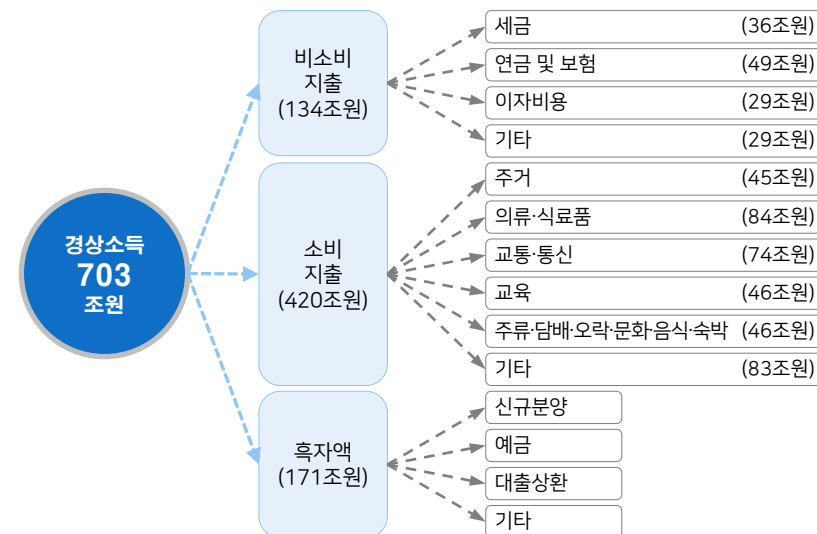 경상소득
703
조원
비소비
지출
(134조원)
세금 (36조원)
연금 및 보험 (49조원)
이자비용 (29조원)
기타 (29조원)
소비
지출
(420조원)
주거 (45조원)
의류·식료품 (84조원)
교통·통신 (74조원)
교육 (46조원)
주류·담배·오락·문화·음식·숙박 (46조원)
기타 (83조원)
흑자액
(171조원)
신규분양
예금
대출상환
기타